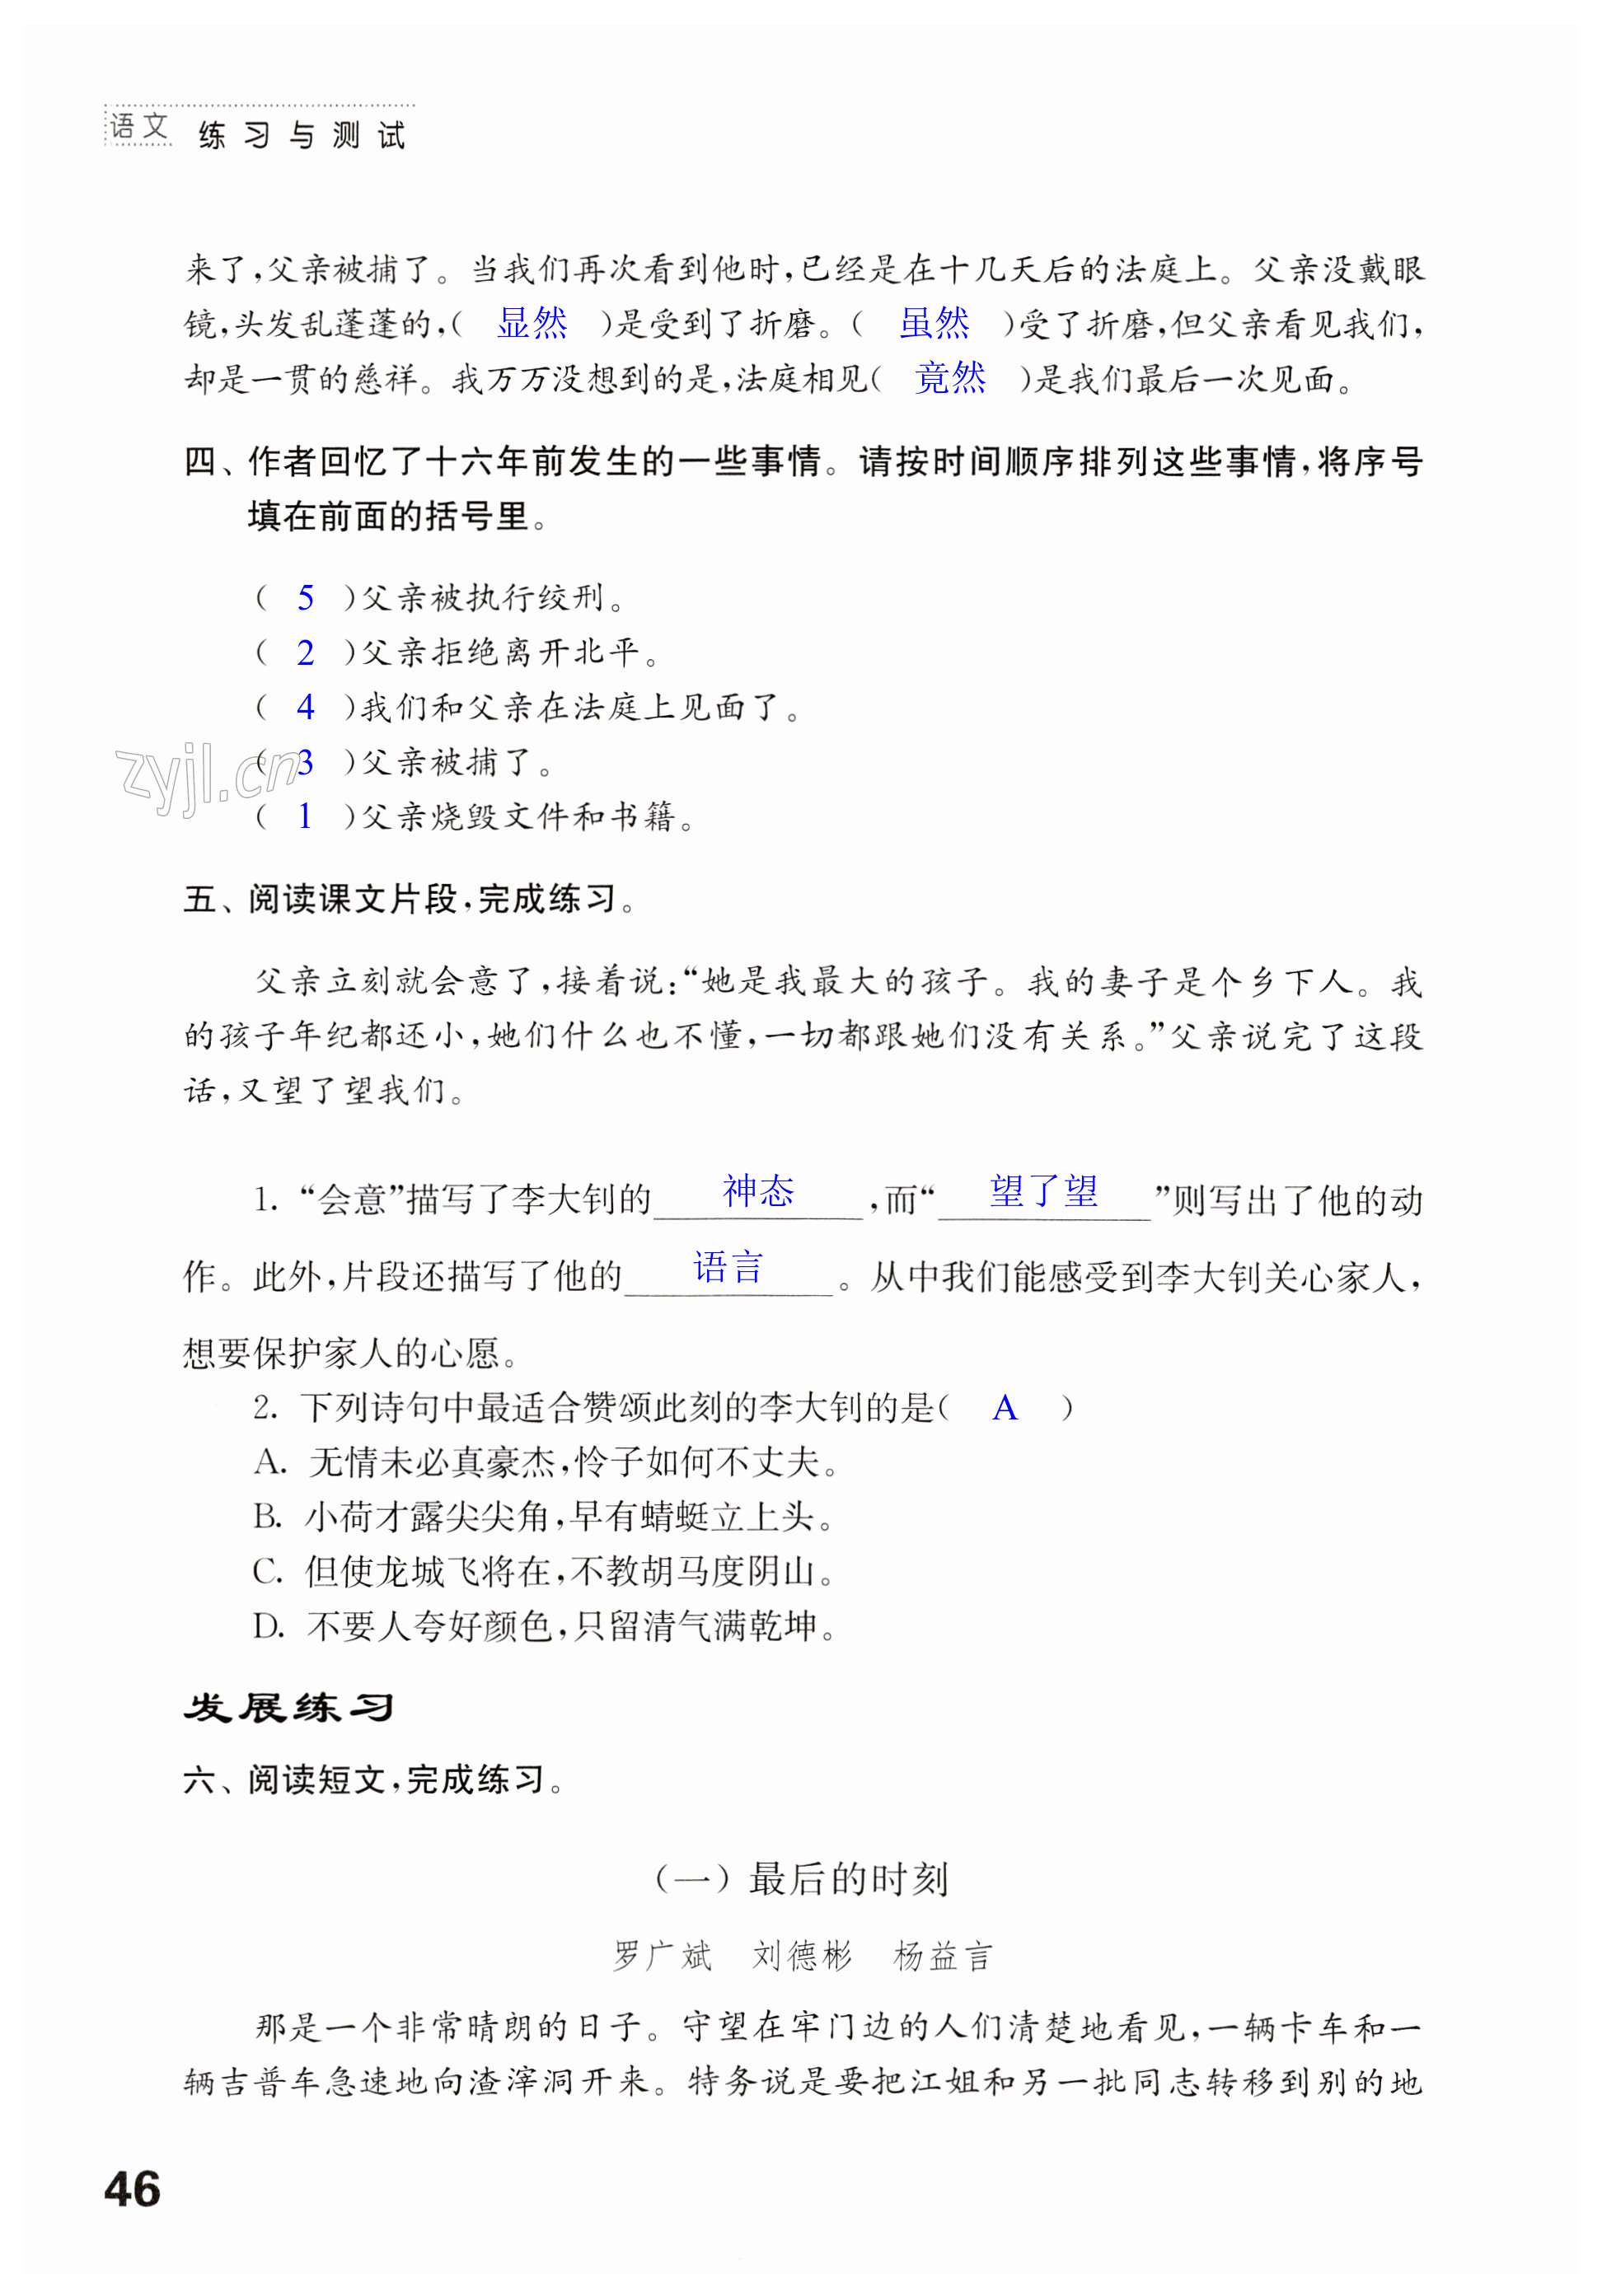 语文 练习与测试
来了,父亲被捕了。当我们再次看到他时,已经是在十几天后的法庭上。父亲没戴眼
镜,头发乱蓬蓬的,( 显然 )是受到了折磨。( 虽然 )受了折磨,但父亲看见我们,
却是一贯的慈祥。我万万没想到的是,法庭相见( 竟然 )是我们最后一次见面。
四、作者回忆了十六年前发生的一些事情。请按时间顺序排列这些事情,将序号
填在前面的括号里。
( 5 )父亲被执行绞刑。
( 2 )父亲拒绝离开北平。
( 4 )我们和父亲在法庭上见面了。
( 3 )父亲被捕了。
zyjl.cn
( 1 )父亲烧毁文件和书籍。
五、阅读课文片段,完成练习。
父亲立刻就会意了,接着说:“她是我最大的孩子。我的妻子是个乡下人。我
的孩子年纪都还小,她们什么也不懂,一切都跟她们没有关系。”父亲说完了这段
话,又望了望我们。
1. “会意”描写了李大钊的 神态 ,而“ 望了望 ”则写出了他的动
作。此外,片段还描写了他的 语言 。从中我们能感受到李大钊关心家人,
想要保护家人的心愿。
2. 下列诗句中最适合赞颂此刻的李大钊的是( A )
A. 无情未必真豪杰,怜子如何不丈夫。
B. 小荷才露尖尖角,早有蜻蜓立上头。
C. 但使龙城飞将在,不教胡马度阴山。
D. 不要人夸好颜色,只留清气满乾坤。
发展练习
六、阅读短文,完成练习。
(一)最后的时刻
罗广斌 刘德彬 杨益言
那是一个非常晴朗的日子。守望在牢门边的人们清楚地看见,一辆卡车和一
辆吉普车急速地向渣滓洞开来。特务说是要把江姐和另一批同志转移到别的地
46